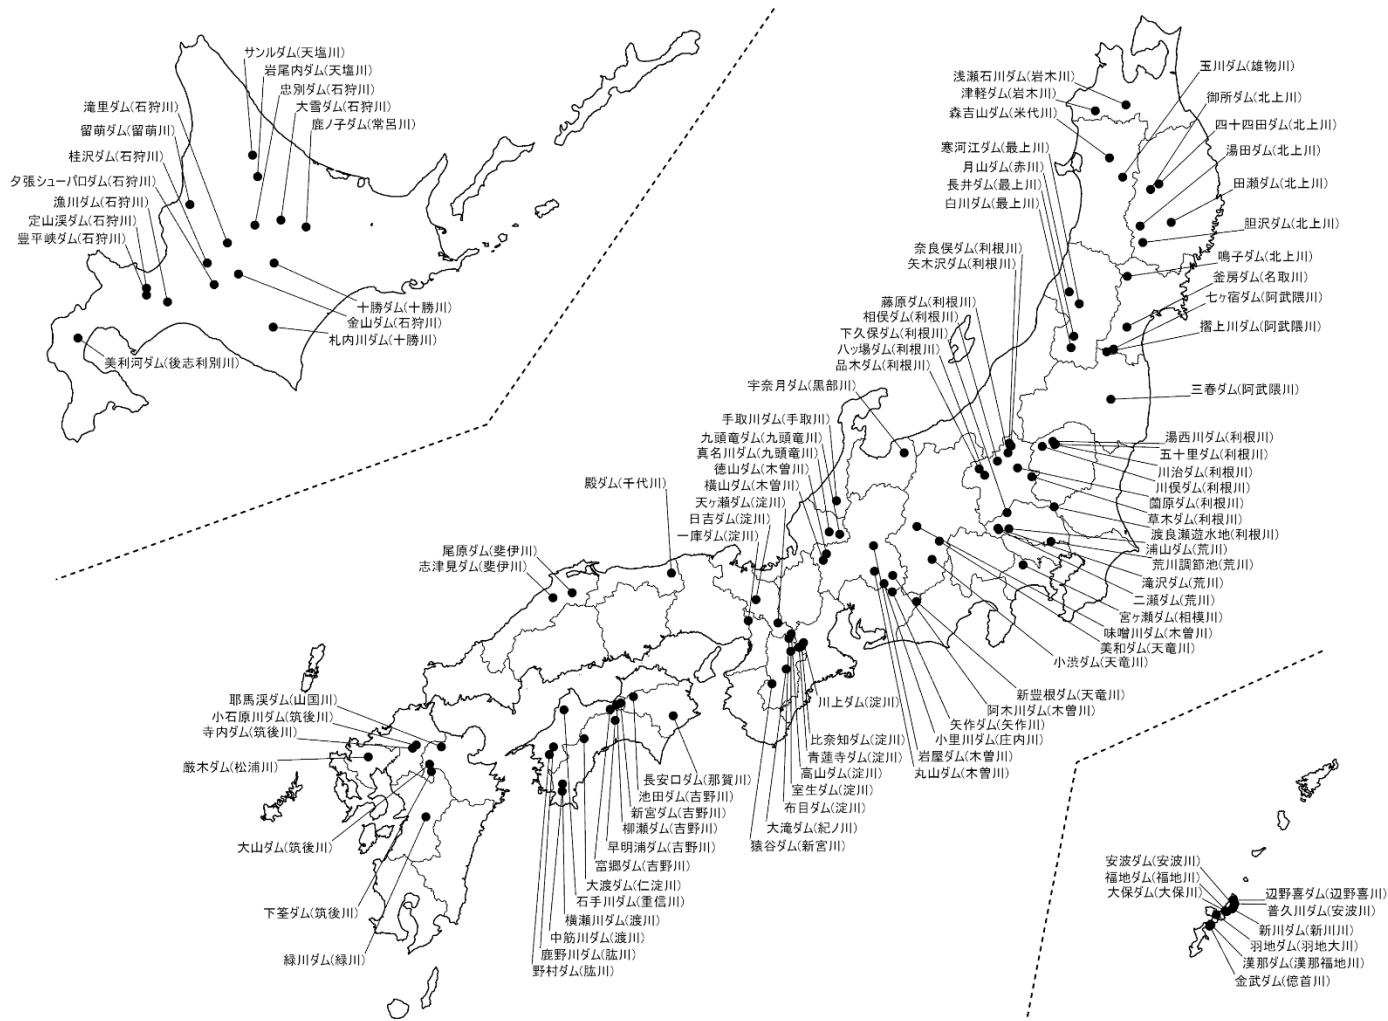 サンルダム(天塩川)
岩尾内ダム(天塩川)
忠別ダム(石狩川)
大雪ダム(石狩川)
鹿ノ子ダム(常呂川)
滝里ダム(石狩川)
留萌ダム(留萌川)
桂沢ダム(石狩川)
夕張シューパロダム(石狩川)
漁川ダム(石狩川)
定山渓ダム(石狩川)
豊平峡ダム(石狩川)
十勝ダム(十勝川)
金山ダム(石狩川)
札内川ダム(十勝川)
美利河ダム(後志利別川)
浅瀬石川ダム(岩木川)
津軽ダム(岩木川)
森吉山ダム(米代川)
寒河江ダム(最上川)
月山ダム(赤川)
長井ダム(最上川)
白川ダム(最上川)
玉川ダム(雄物川)
御所ダム(北上川)
四十四田ダム(北上川)
湯田ダム(北上川)
田瀬ダム(北上川)
胆沢ダム(北上川)
鳴子ダム(北上川)
釜房ダム(名取川)
七ヶ宿ダム(阿武隈川)
摺上川ダム(阿武隈川)
三春ダム(阿武隈川)
奈良俣ダム(利根川)
矢木沢ダム(利根川)
藤原ダム(利根川)
相俣ダム(利根川)
下久保ダム(利根川)
八ッ場ダム(利根川)
品木ダム(利根川)
宇奈月ダム(黒部川)
手取川ダム(手取川)
九頭竜ダム(九頭竜川)
真名川ダム(九頭竜川)
徳山ダム(木曽川)
横山ダム(木曽川)
天ヶ瀬ダム(淀川)
日吉ダム(淀川)
一庫ダム(淀川)
殿ダム(千代川)
尾原ダム(斐伊川)
志津見ダム(斐伊川)
湯西川ダム(利根川)
五十里ダム(利根川)
川治ダム(利根川)
川俣ダム(利根川)
薗原ダム(利根川)
草木ダム(利根川)
渡良瀬遊水地(利根川)
浦山ダム(荒川)
荒川調節池(荒川)
滝沢ダム(荒川)
二瀬ダム(荒川)
宮ヶ瀬ダム(相模川)
味噌川ダム(木曽川)
美和ダム(天竜川)
小渋ダム(天竜川)
新豊根ダム(天竜川)
阿木川ダム(木曽川)
矢作ダム(矢作川)
小里川ダム(庄内川)
岩屋ダム(木曽川)
丸山ダム(木曽川)
川上ダム(淀川)
比奈知ダム(淀川)
青蓮寺ダム(淀川)
高山ダム(淀川)
室生ダム(淀川)
布目ダム(淀川)
大滝ダム(紀ノ川)
猿谷ダム(新宮川)
耶馬渓ダム(山国川)
小石原川ダム(筑後川)
寺内ダム(筑後川)
厳木ダム(松浦川)
大山ダム(筑後川)
下筌ダム(筑後川)
緑川ダム(緑川)
長安口ダム(那賀川)
池田ダム(吉野川)
新宮ダム(吉野川)
柳瀬ダム(吉野川)
早明浦ダム(吉野川)
富郷ダム(吉野川)
大渡ダム(仁淀川)
石手川ダム(重信川)
横瀬川ダム(渡川)
中筋川ダム(渡川)
鹿野川ダム(肱川)
野村ダム(肱川)
安波ダム(安波川)
福地ダム(福地川)
大保ダム(大保川)
辺野喜ダム(辺野喜川)
普久川ダム(安波川)
新川ダム(新川川)
羽地ダム(羽地大川)
漢那ダム(漢那福地川)
金武ダム(億首川)